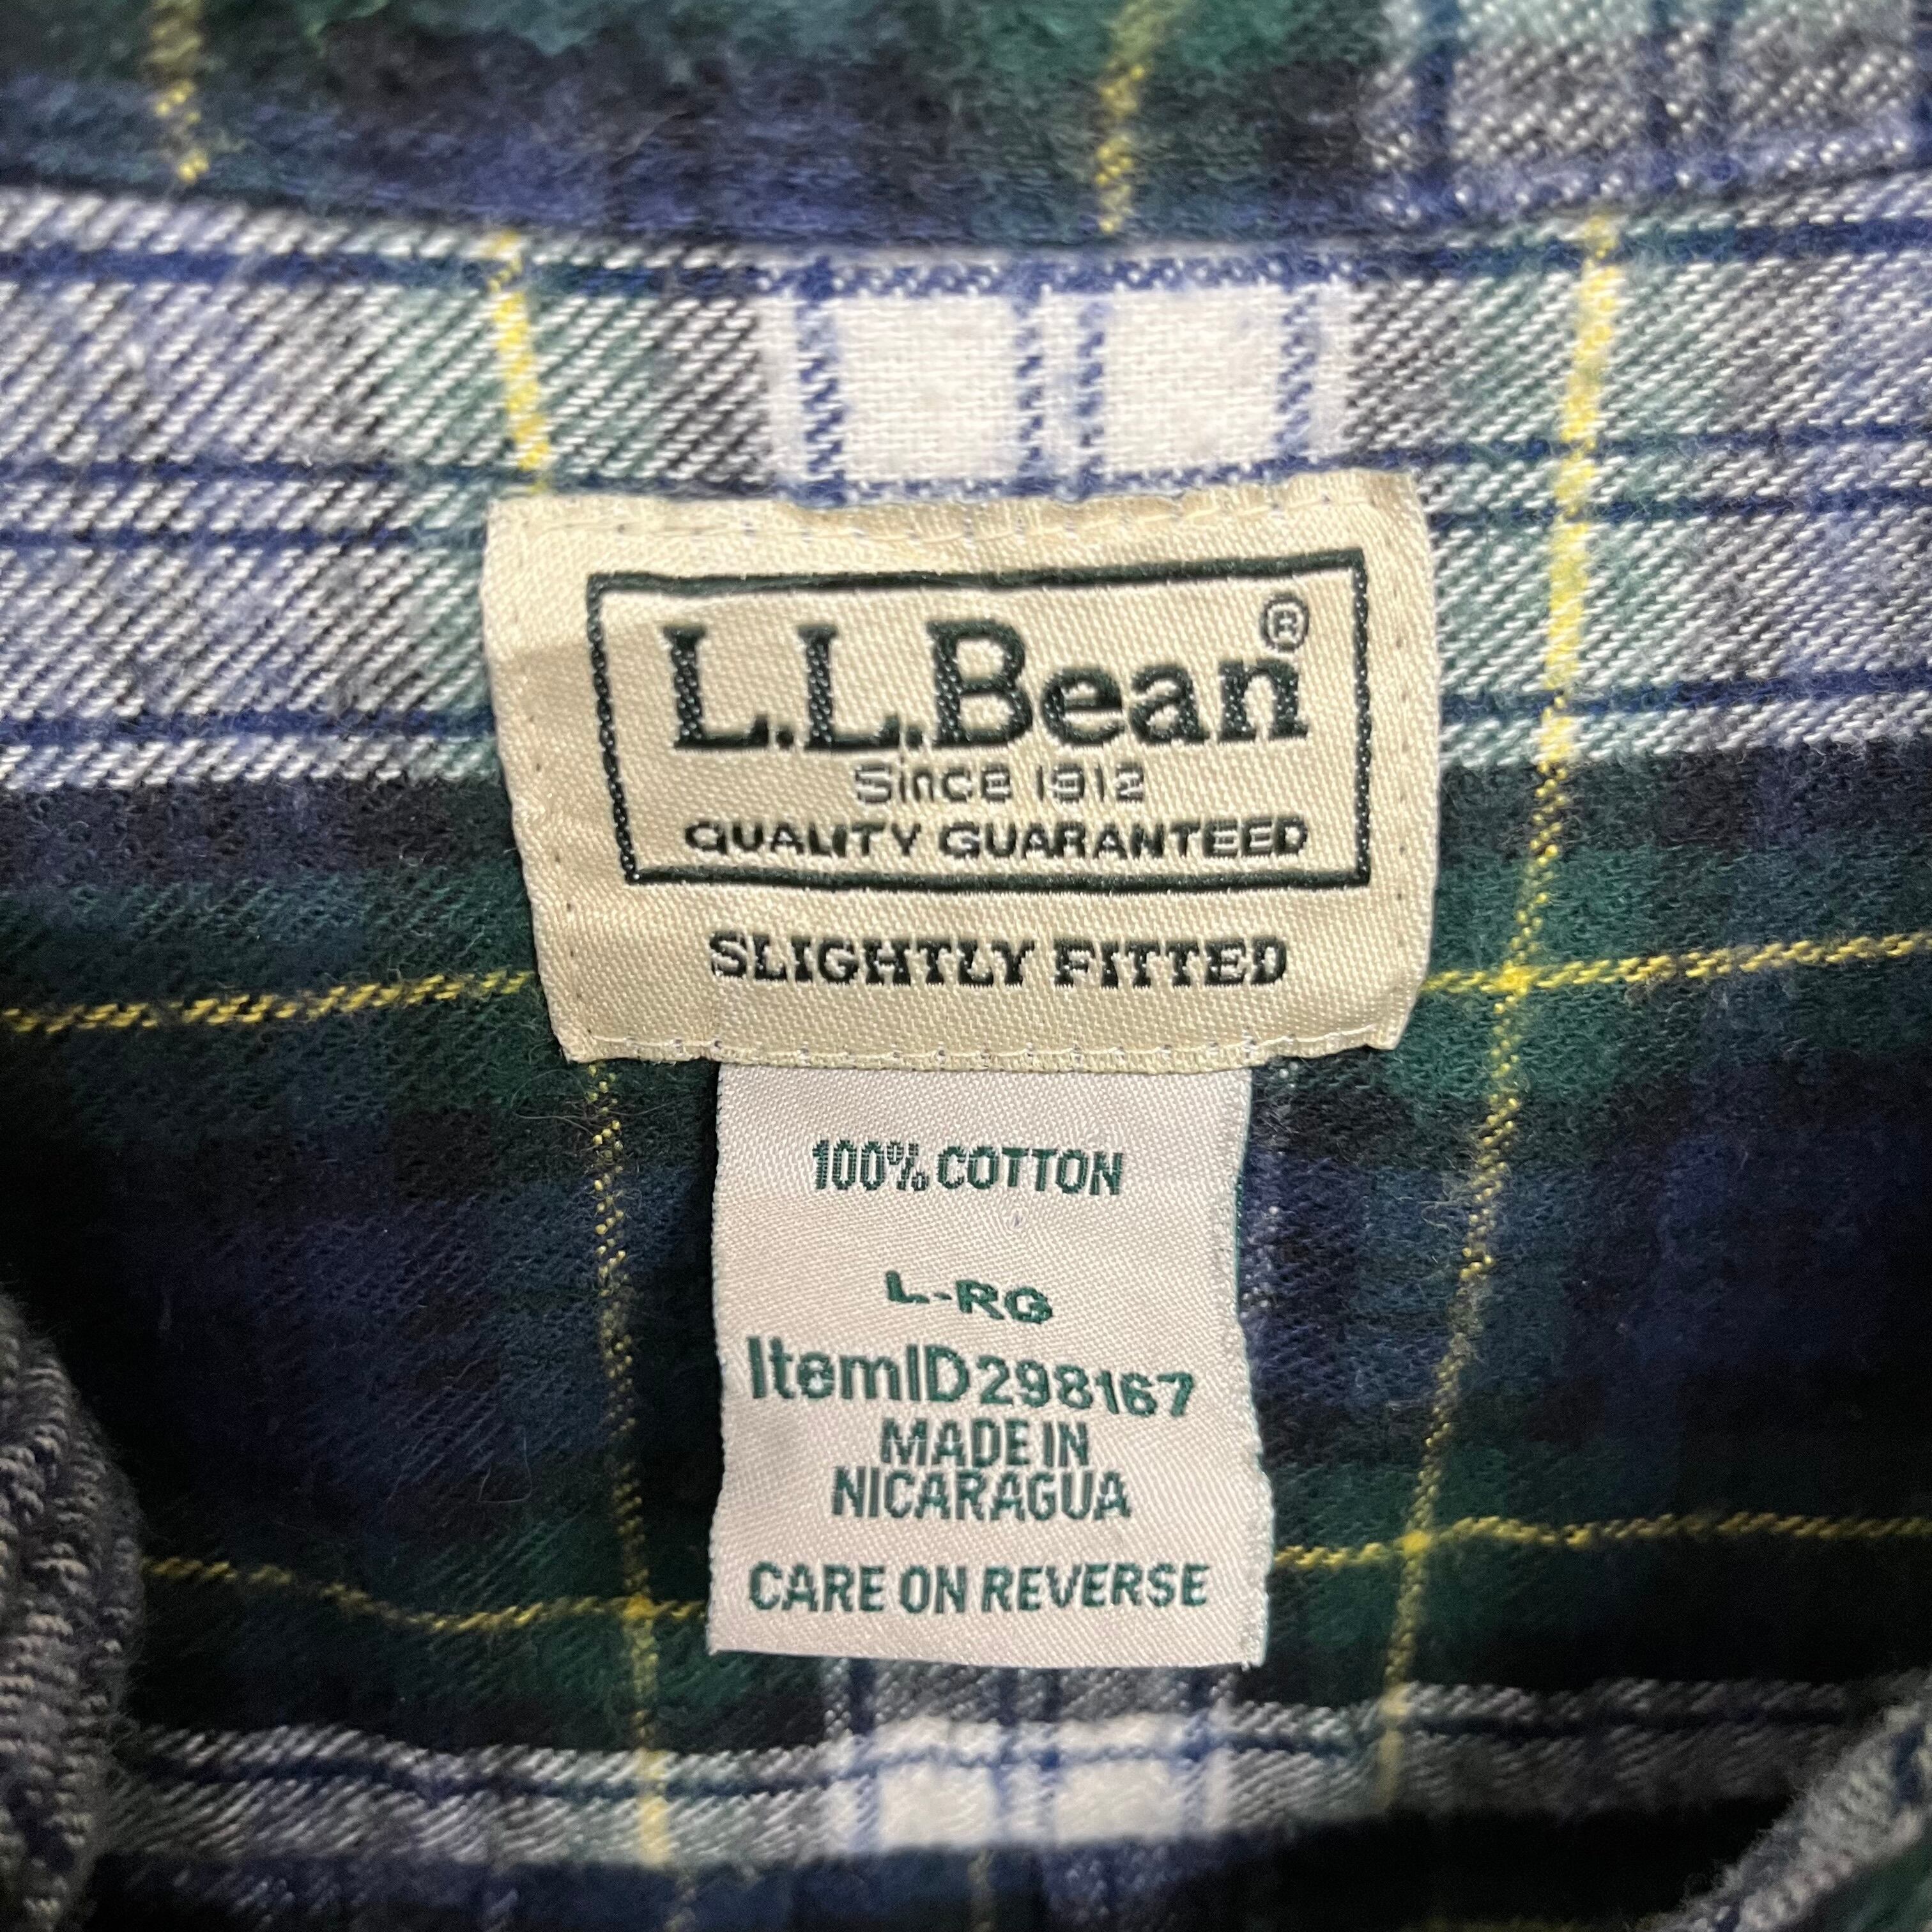 L.L.Bean®
Since 1912
QUALITY GUARANTEED
SLIGHTLY FITTED
100% COTTON
L-RG
ItemID298167
MADE IN
NICARAGUA
CARE ON REVERSE